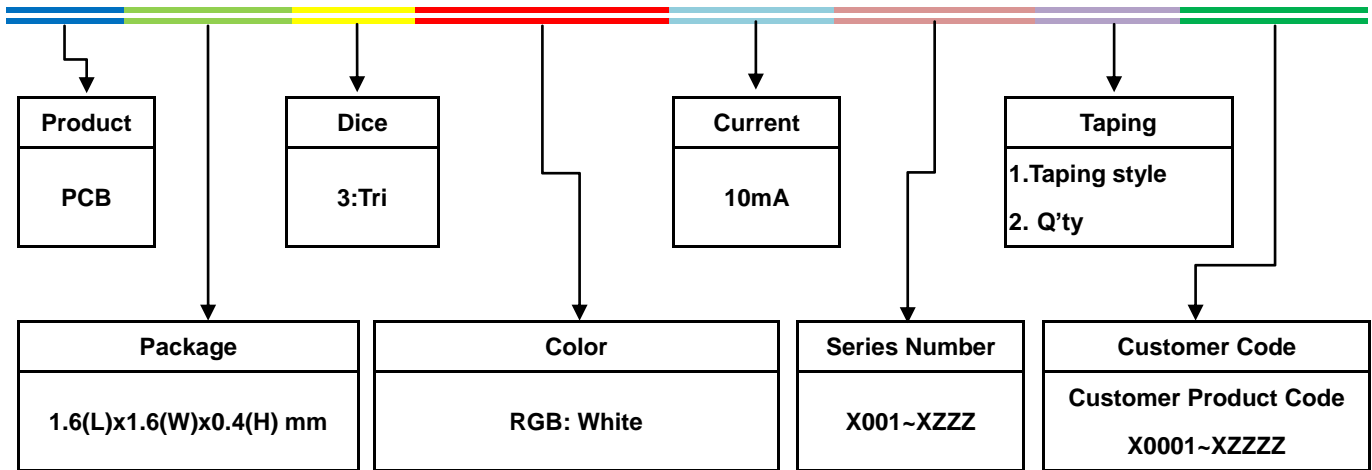 Product
PCB
Dice
3:Tri
Current
10mA
Taping
1.Taping style
2. Q’ty
Package
1.6(L)x1.6(W)x0.4(H) mm
Color
RGB: White
Series Number
X001~XZZZ
Customer Code
Customer Product Code
X0001~XZZZZ